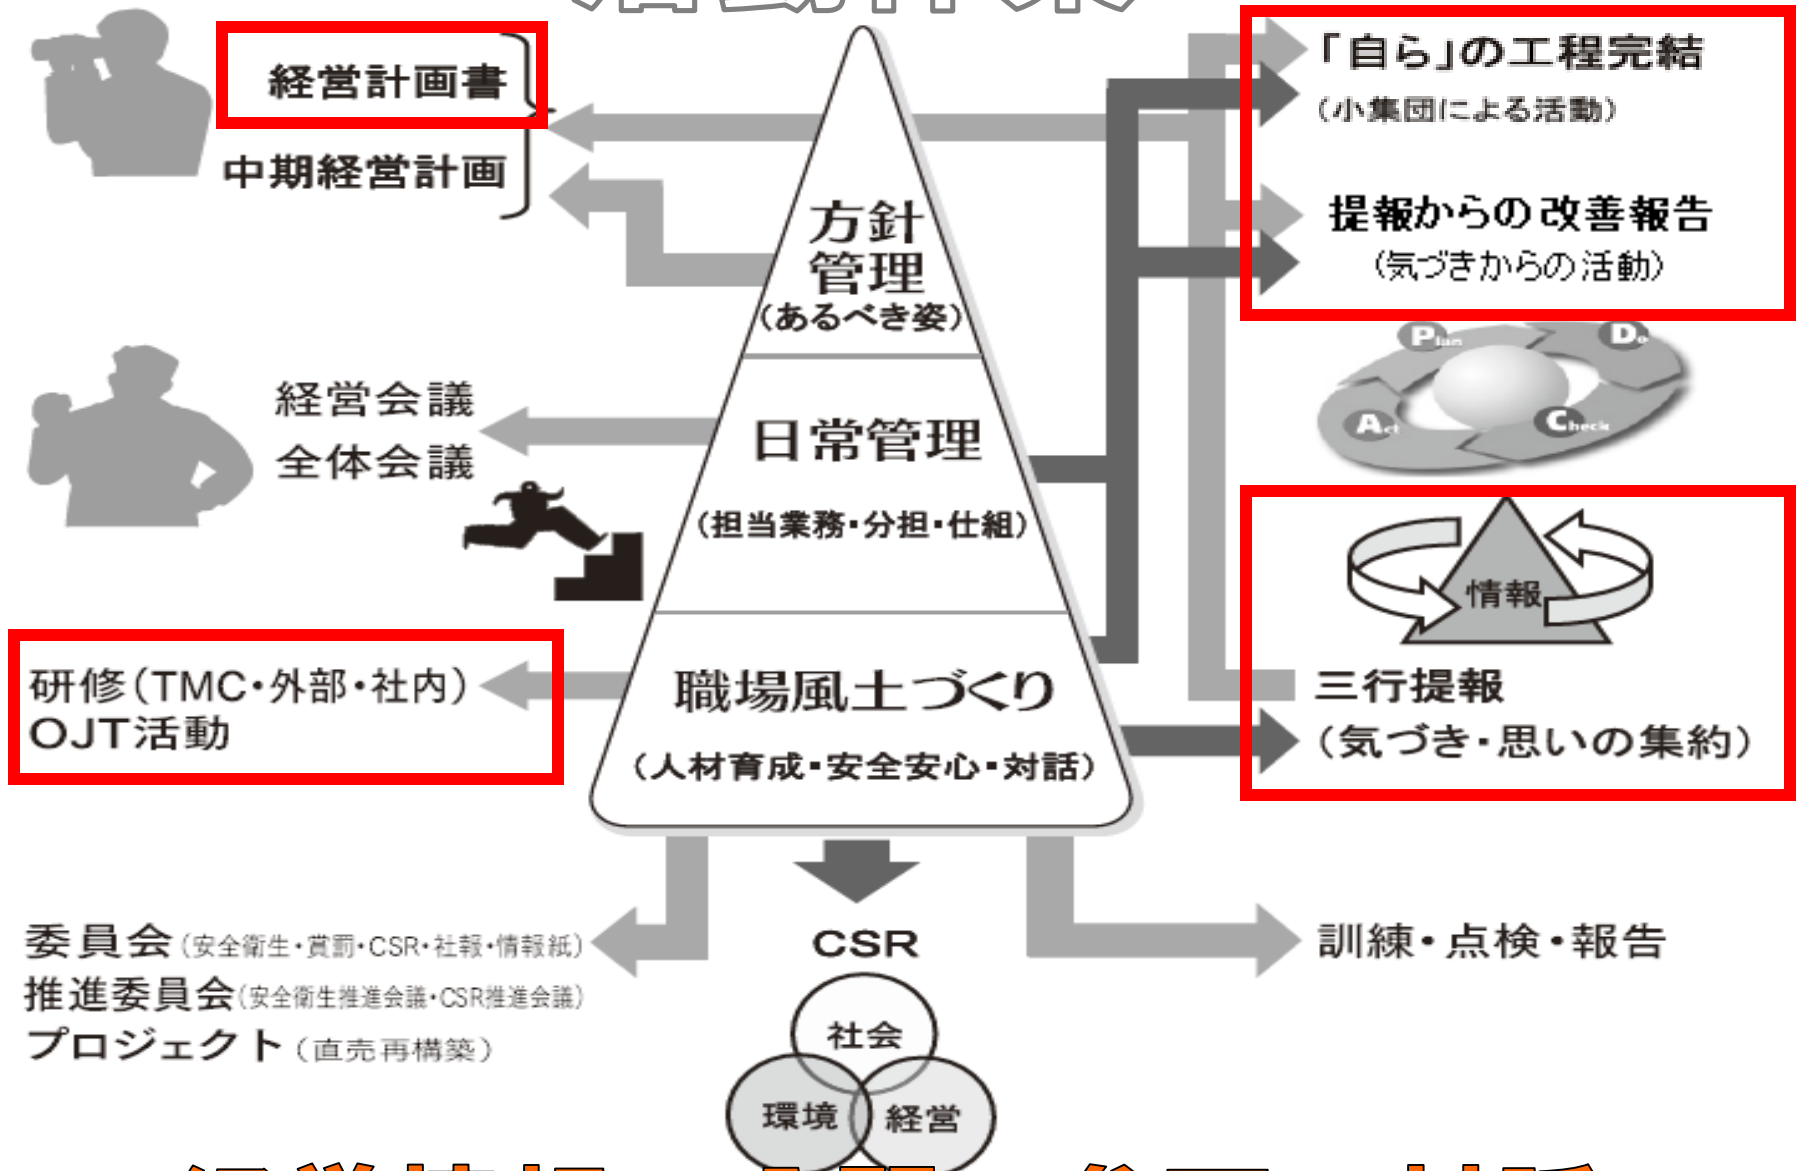 経営計画書
中期経営計画
「自ら」の工程完結
(小集団による活動)
提報からの改善報告
(気づきからの活動)
方針
管理
(あるべき姿)
Plan
Do
Act
Check
経営会議
全体会議
日常管理
(担当業務・分担・仕組)
情報
研修(TMC・外部・社内)
OJT活動
職場風土づくり
(人材育成・安全安心・対話)
三行提報
(気づき・思いの集約)
委員会(安全衛生・賞罰・CSR・社報・情報紙)
推進委員会(安全衛生推進会議・CSR推進会議)
プロジェクト(直売再構築)
CSR
社会
環境
経営
訓練・点検・報告